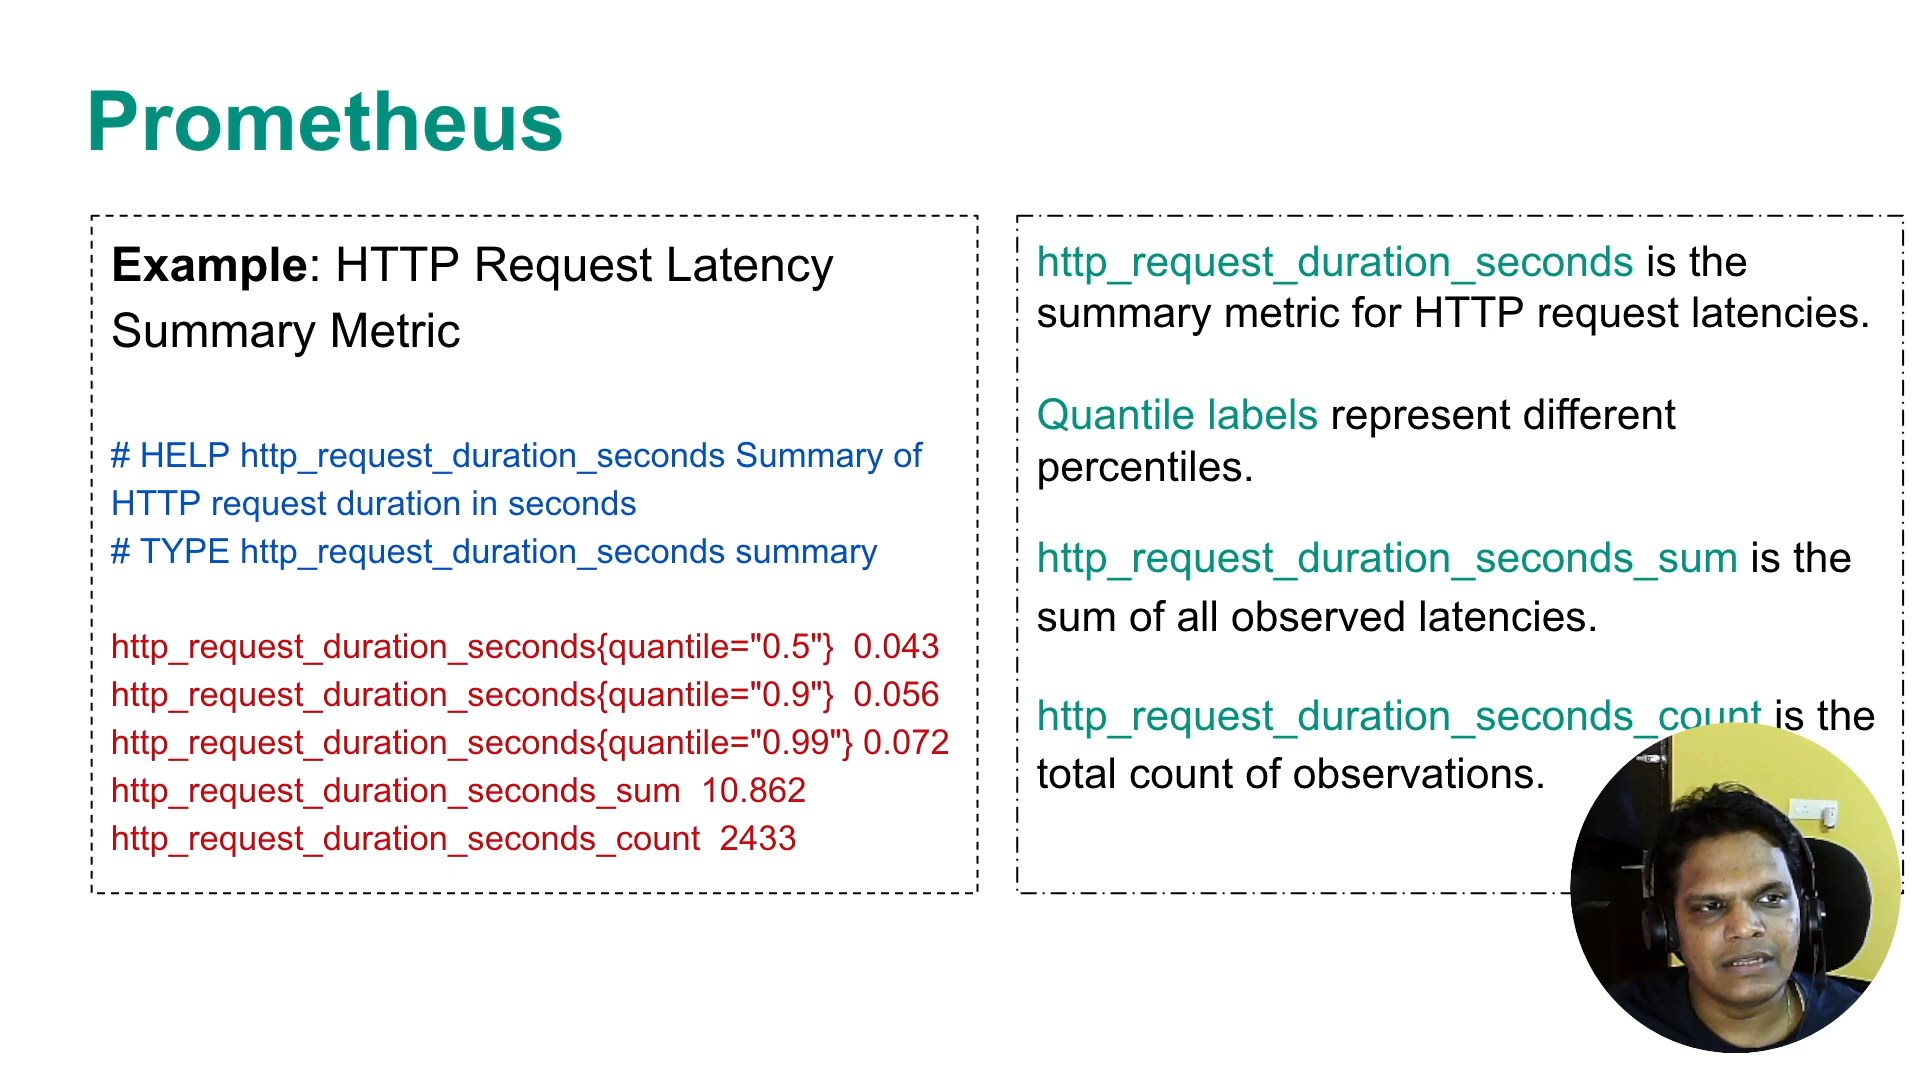 Prometheus
Example: HTTP Request Latency
Summary Metric
# HELP http_request_duration_seconds Summary of
HTTP request duration in seconds
# TYPE http_request_duration_seconds summary
http_request_duration_seconds{quantile="0.5"} 0.043
http_request_duration_seconds{quantile="0.9"} 0.056
http_request_duration_seconds{quantile="0.99"} 0.072
http_request_duration_seconds_sum 10.862
http_request_duration_seconds_count 2433
http_request_duration_seconds is the
summary metric for HTTP request latencies.
Quantile labels represent different
percentiles.
http_request_duration_seconds_sum is the
sum of all observed latencies.
http_request_duration_seconds_count is the
total count of observations.